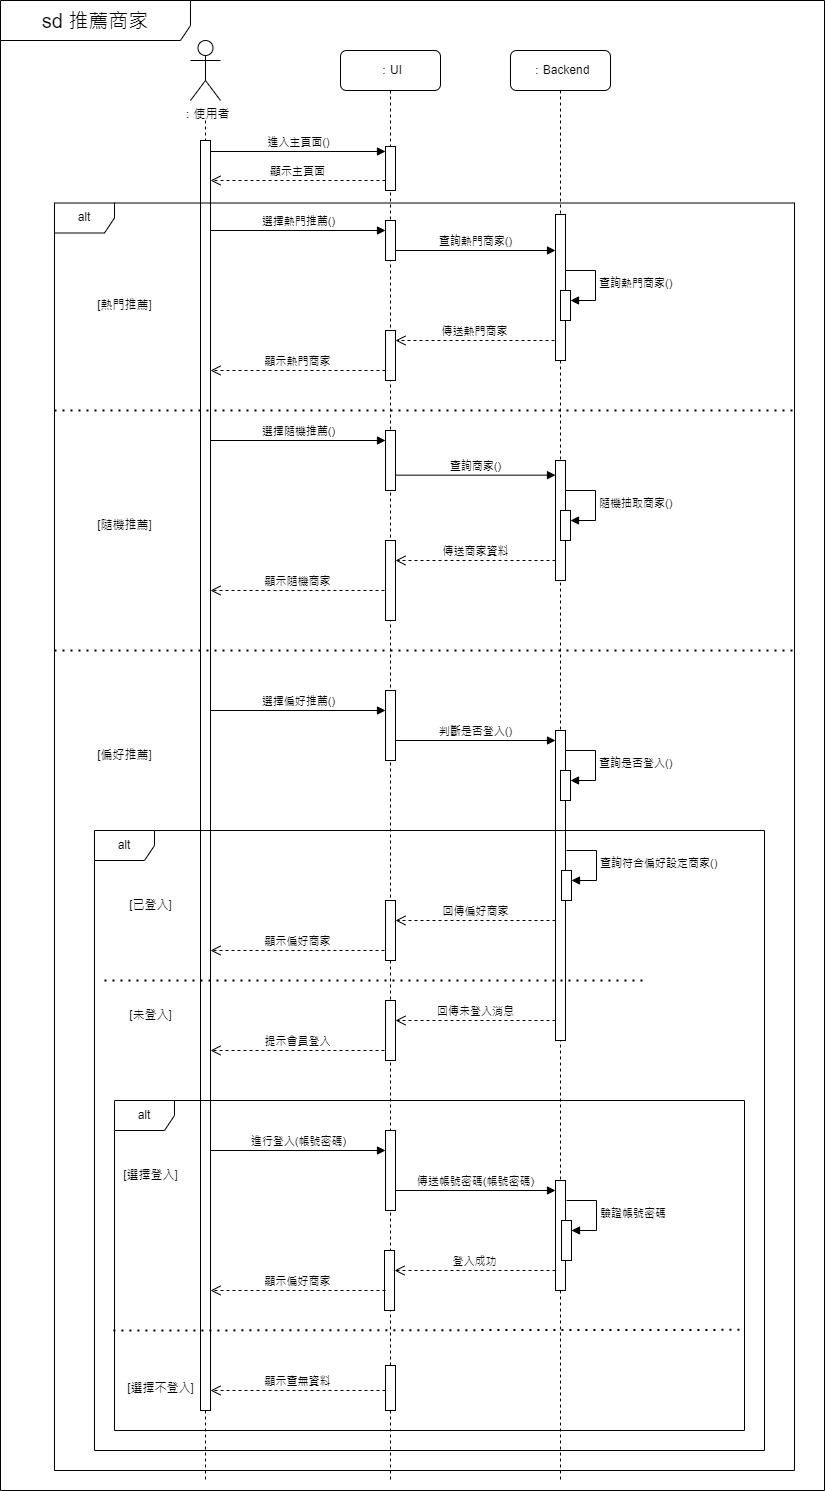 sd 推薦商家
: 使用者
: UI
: Backend
進入主頁面()
顯示主頁面
alt
選擇熱門推薦()
查詢熱門商家()
查詢熱門商家()
[熱門推薦]
傳送熱門商家
顯示熱門商家
選擇隨機推薦()
查詢商家()
隨機抽取商家()
[隨機推薦]
傳送商家資料
顯示隨機商家
選擇偏好推薦()
判斷是否登入()
[偏好推薦]
查詢是否登入()
alt
查詢符合偏好設定商家()
[已登入]
回傳偏好商家
顯示偏好商家
[未登入]
回傳未登入消息
提示會員登入
alt
進行登入(帳號密碼)
[選擇登入]
傳送帳號密碼(帳號密碼)
驗證帳號密碼
登入成功
顯示偏好商家
[選擇不登入]
顯示查無資料